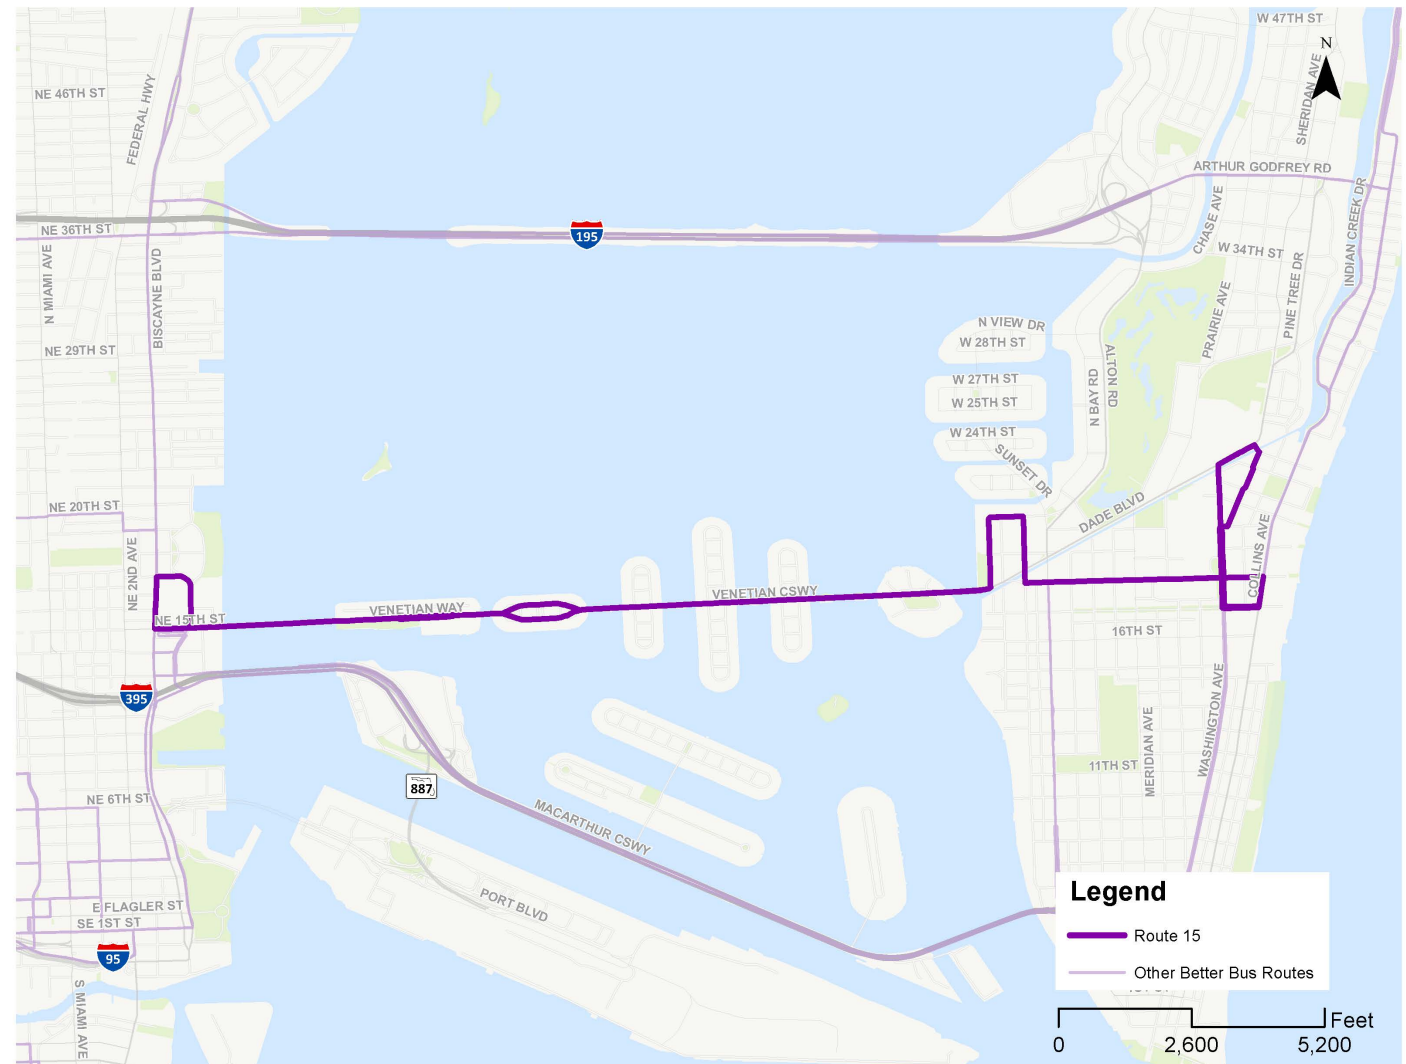 W 47TH ST
N
SHERIDAN AVE
NE 46TH ST
FEDERAL HWY
ARTHUR GODFREY RD
NE 36TH ST
195
CHASE AVE
INDIAN CREEK DR
W 34TH ST
N MIAMI AVE
BISCAYNE BLVD
PINE TREE DR
PRAIRIE AVE
N VIEW DR
W 28TH ST
NE 29TH ST
W 27TH ST
W 25TH ST
N BAY RD
ALTON RD
W 24TH ST
SUNSET DR
NE 20TH ST
DADE BLVD
NE 2ND AVE
COLLINS AVE
VENETIAN CSWY
VENETIAN WAY
NE 15TH ST
16TH ST
395
WASHINGTON AVE
MERIDIAN AVE
11TH ST
887
NE 6TH ST
MACARTHUR CSWY
PORT BLVD
E FLAGLER ST
SE 1ST ST
95
S MIAMI AVE
Legend
Route 15
Other Better Bus Routes
Feet
0 2,600 5,200